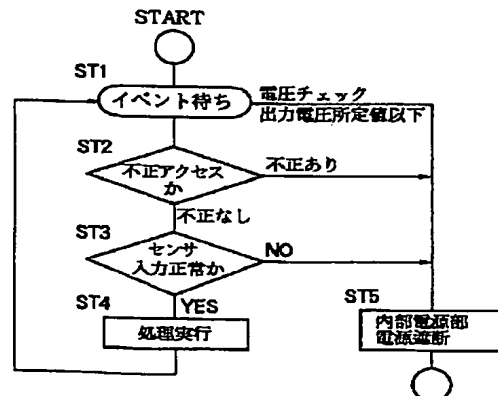 START
ST1
イベント待ち
電圧チェック
出力電圧所定値以下
ST2
不正アクセス
か
不正あり
不正なし
ST3
センサ
入力正常か
NO
ST4
YES
処理実行
ST5
内部電源部
電源遮断